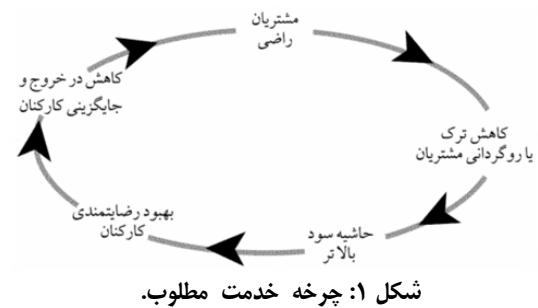 مشتریان
راضی
کاهش ترک
یا روگردانی مشتریان
حاشیه سود
بالاتر
بهبود رضایتمندی
کارکنان
کاهش در خروج و
جایگزینی کارکنان
شکل ۱: چرخه خدمت مطلوب.